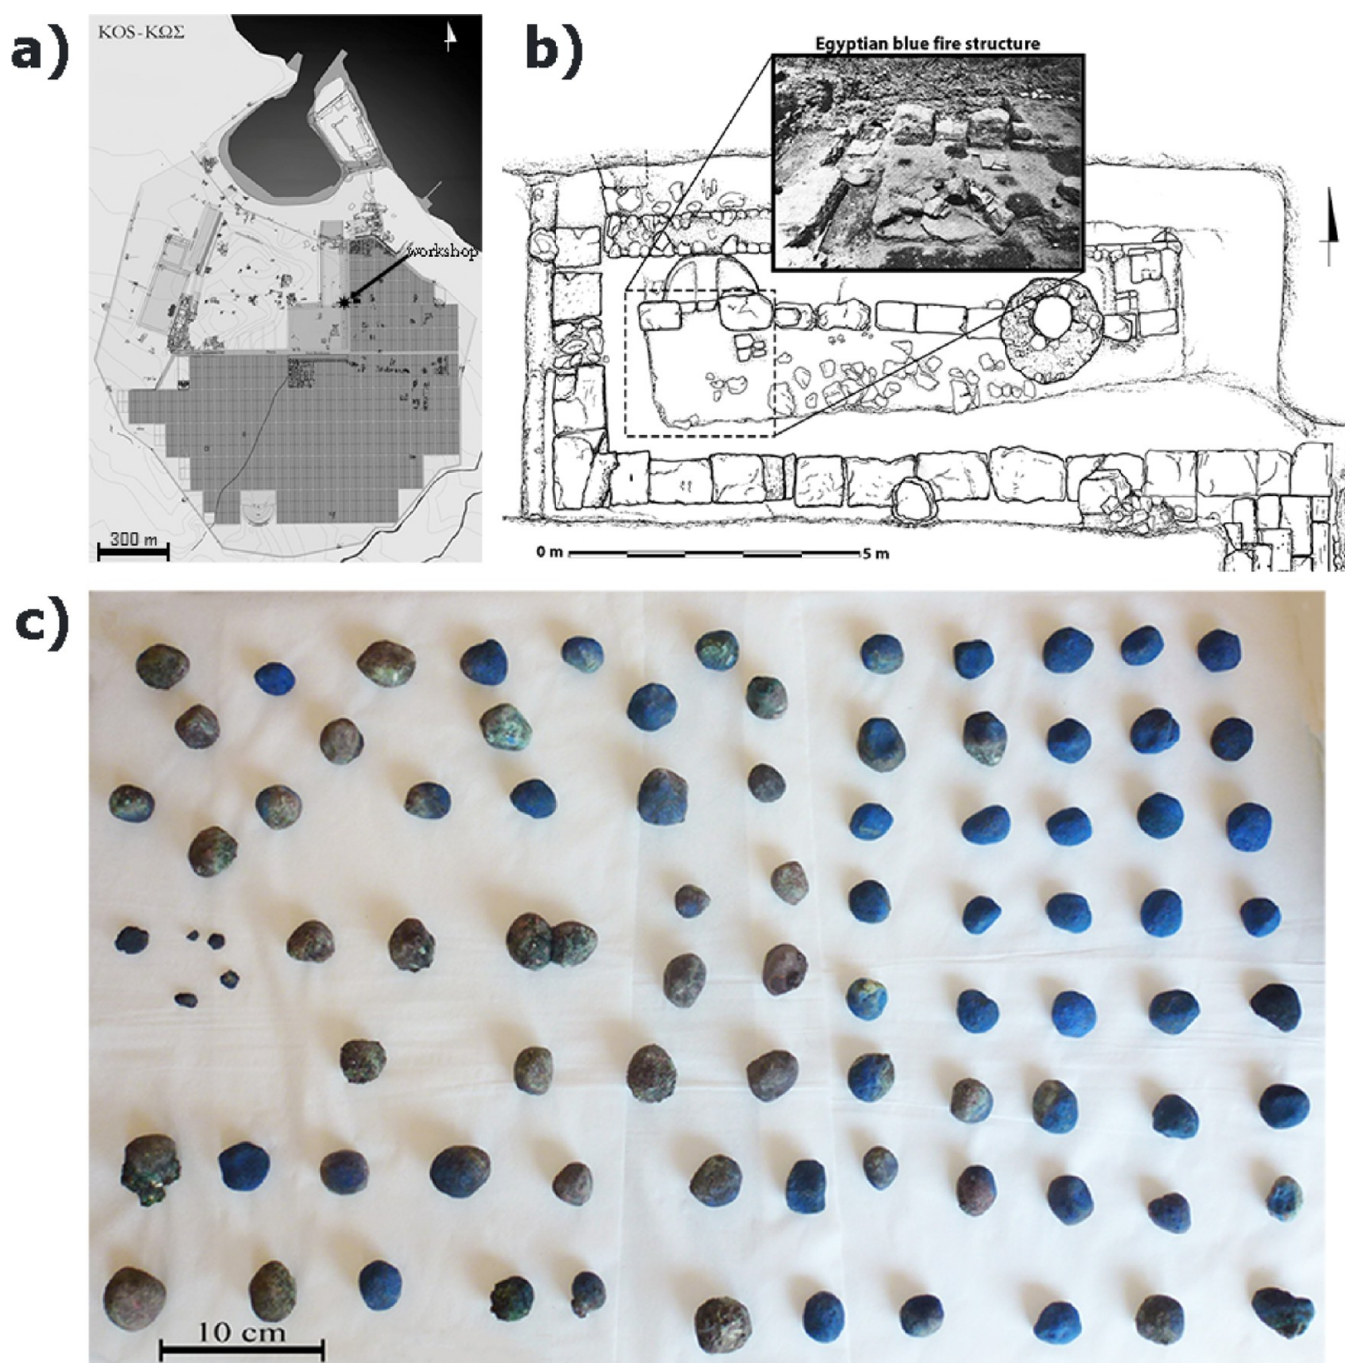 a)
KOS-ΚΩΣ
workshop
300 m
b)
Egyptian blue fire structure
0 m
5 m
c)
10 cm